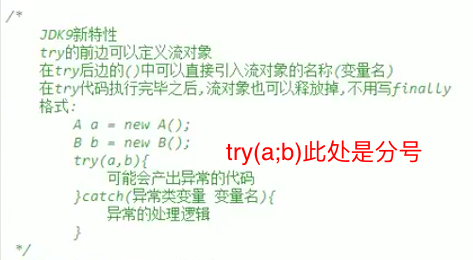 /*
JDK9新特性
try的前边可以定义流对象
在try后边的()中可以直接引入流对象的名称(变量名)
在try代码执行完毕之后,流对象也可以释放掉,不用写finally
格式:
A a = new A();
B b = new B();
try(a,b){
try(a;b)此处是分号
可能会产出异常的代码
}catch(异常类变量 变量名){
异常的处理逻辑
}
*/